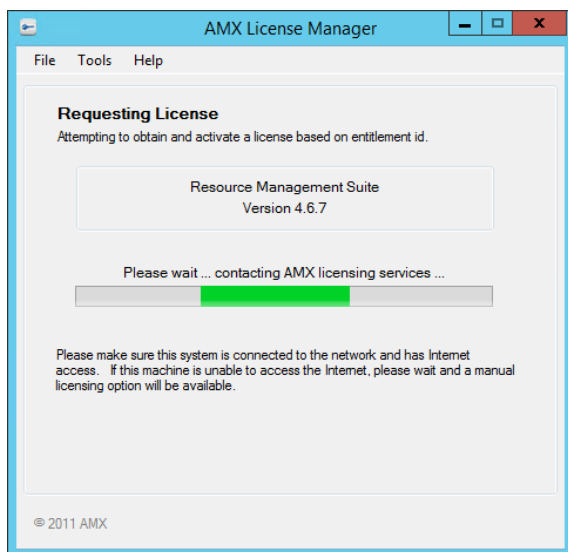 AMX License Manager
File Tools Help
Requesting License
Attempting to obtain and activate a license based on entitlement id.
Resource Management Suite
Version 4.6.7
Please wait ... contacting AMX licensing services ...
Please make sure this system is connected to the network and has Internet
access. If this machine is unable to access the Internet, please wait and a manual
licensing option will be available.
© 2011 AMX